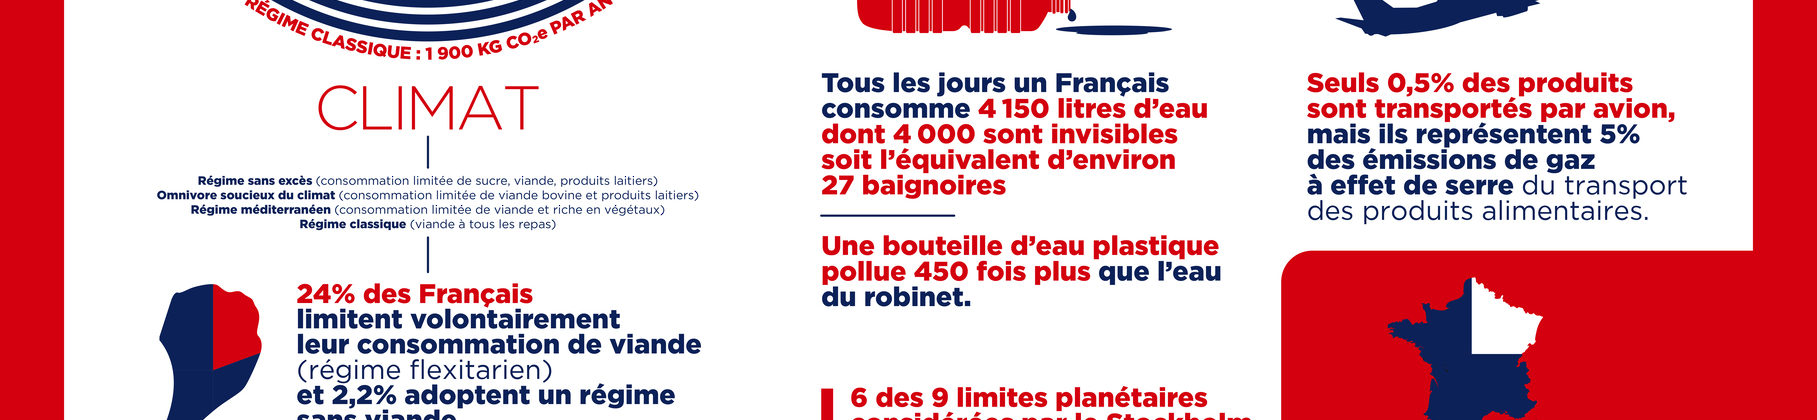 RÉGIME CLASSIQUE : 1 900 KG CO₂e PAR AN
CLIMAT
Régime sans excès (consommation limitée de sucre, viande, produits laitiers)
Omnivore soucieux du climat (consommation limitée de viande bovine et produits laitiers)
Régime méditerranéen (consommation limitée de viande et riche en végétaux)
Régime classique (viande à tous les repas)
24% des Français
limitent volontairement
leur consommation de viande
(régime flexitarien)
et 2,2% adoptent un régime
sans viande
Tous les jours un Français
consomme 4 150 litres d’eau
dont 4 000 sont invisibles
soit l’équivalent d’environ
27 baignoires
Une bouteille d’eau plastique
pollue 450 fois plus que l’eau
du robinet.
6 des 9 limites planétaires
considérées par le Stockholm
Seuls 0,5% des produits
sont transportés par avion,
mais ils représentent 5%
des émissions de gaz
à effet de serre du transport
des produits alimentaires.